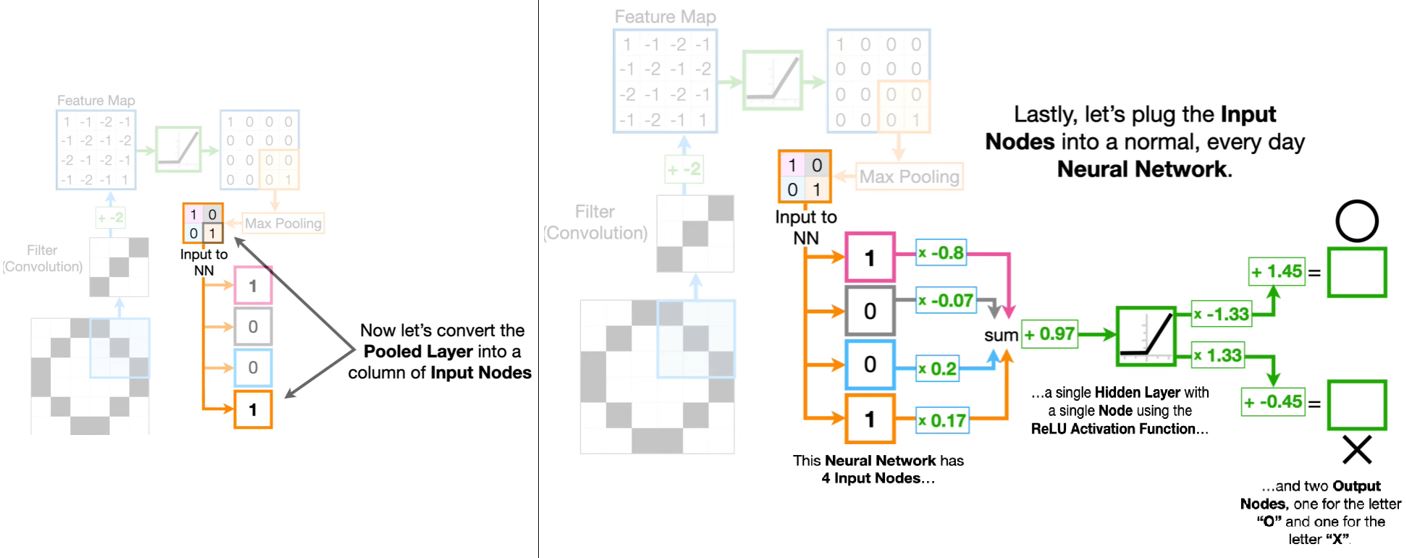 Feature Map
1 -1 -2 -1
-1 -2 -1 -2
-2 -1 -2 -1
-1 -1 -2 1
1 0 0 0
0 0 0 0
0 0 0 0
0 0 0 1
+ -2
Max Pooling
1 0
0 1
Input to
NN
Filter
(Convolution)
1
0
0
1
Now let's convert the
Pooled Layer into a
column of Input Nodes
Feature Map
1 -1 -2 -1
-1 -2 -1 -2
-2 -1 -2 -1
-1 -2 -1 1
1 0 0 0
0 0 0 0
0 0 0 0
0 0 0 1
Lastly, let's plug the Input
Nodes into a normal, every day
Neural Network.
+ -2
Max Pooling
1 0
0 1
Input to
NN
Filter
(Convolution)
1
x -0.8
0
x -0.07
0
x 0.2
1
x 0.17
sum
+ 0.97
x -1.33
+ 1.45 =
x 1.33
+ -0.45 =
This Neural Network has
4 Input Nodes…
…a single Hidden Layer with
a single Node using the
ReLU Activation Function…
…and two Output
Nodes, one for the letter
“O” and one for the
letter “X”.